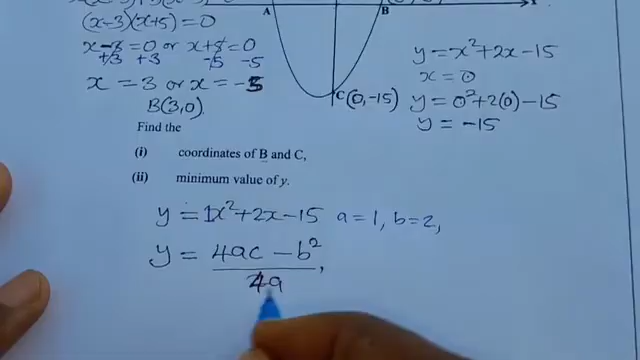 (x-3)(x+5)=0
x-3=0 or x+5=0
+3 +3 -5 -5
x = 3 or x = -5
B(3,0).
A
B
C(0,-15)
y=x²+2x-15
x=0
y=0²+2(0)-15
y=-15
Find the
(i) coordinates of B and C,
(ii) minimum value of y.
y = 1x²+2x-15 a=1, b=2,
y = 4ac - b²
4a ,